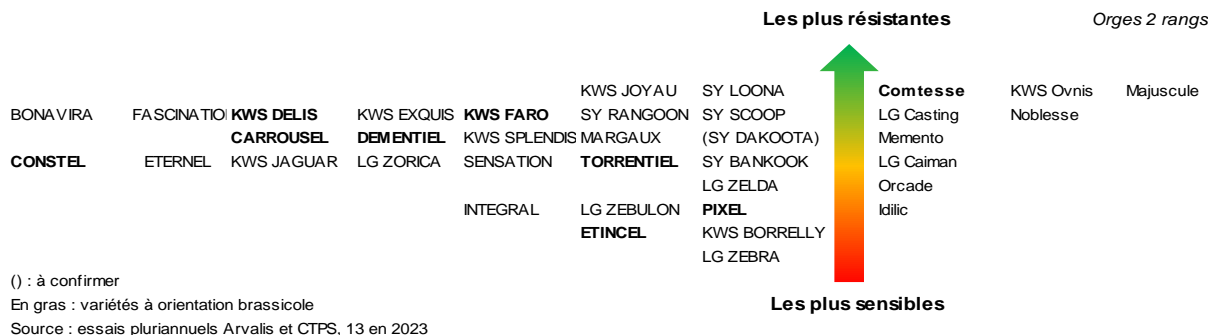 Les plus résistantes Orges 2 rangs
KWS JOYAU SY LOONA Comtesse KWS Ovnis Majuscule
BONAVIRA FASCINATIO KWS DELIS KWS EXQUIS KWS FARO SY RANGOON SY SCOOP LG Casting Noblesse
CARROUSEL DEMENTIEL KWS SPLENDIS MARGAUX (SY DAKOOTA) Memento
CONSTEL ETERNEL KWS JAGUAR LG ZORICA SENSATION TORRENTIEL SY BANKOOK LG Caiman
LG ZELDA Orcade
INTEGRAL LG ZEBULON PIXEL Idilic
ETINCEL KWS BORRELLY
LG ZEBRA
() : à confirmer
En gras : variétés à orientation brassicole Les plus sensibles
Source : essais pluriannuels Arvalis et CTPS, 13 en 2023